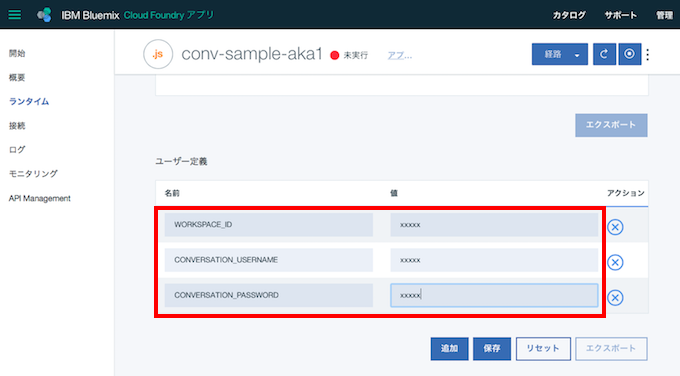 IBM Bluemix Cloud Foundry アプリ
カタログ サポート 管理
開始
概要
ランタイム
接続
ログ
モニタリング
API Management
.js conv-sample-aka1 未実行 アプ... 経路
エクスポート
ユーザー定義
名前 値 アクション
WORKSPACE_ID xxxxx
CONVERSATION_USERNAME xxxxx
CONVERSATION_PASSWORD xxxxx
追加 保存 リセット エクスポート